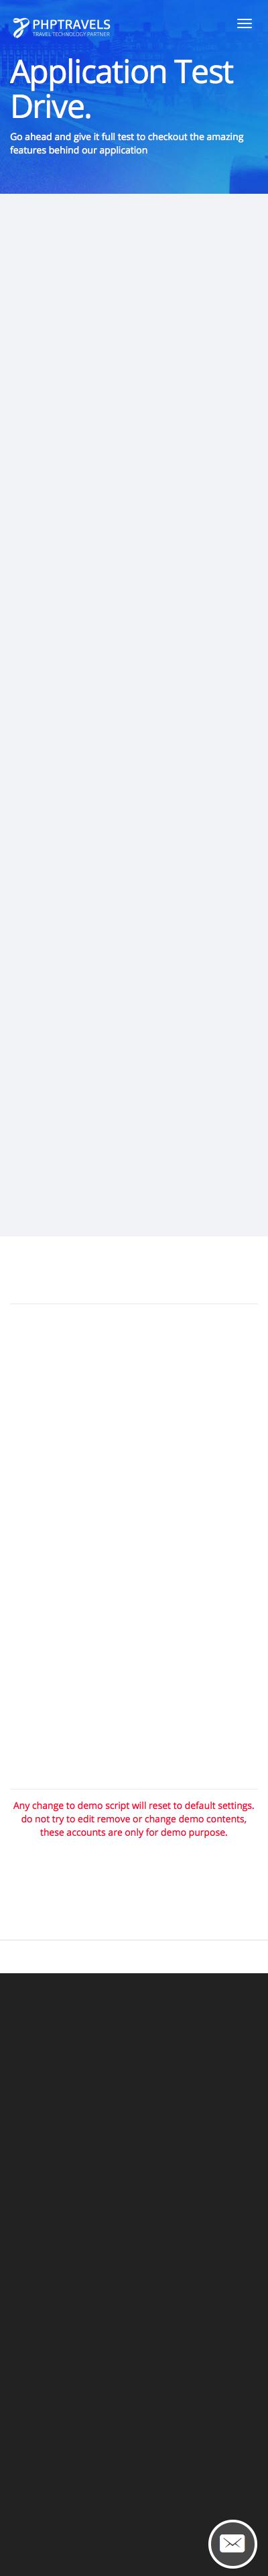 PHPTRAVELS
TRAVEL TECHNOLOGY PARTNER
Application Test
Drive.
Go ahead and give it full test to checkout the amazing
features behind our application
Any change to demo script will reset to default settings.
do not try to edit remove or change demo contents,
these accounts are only for demo purpose.